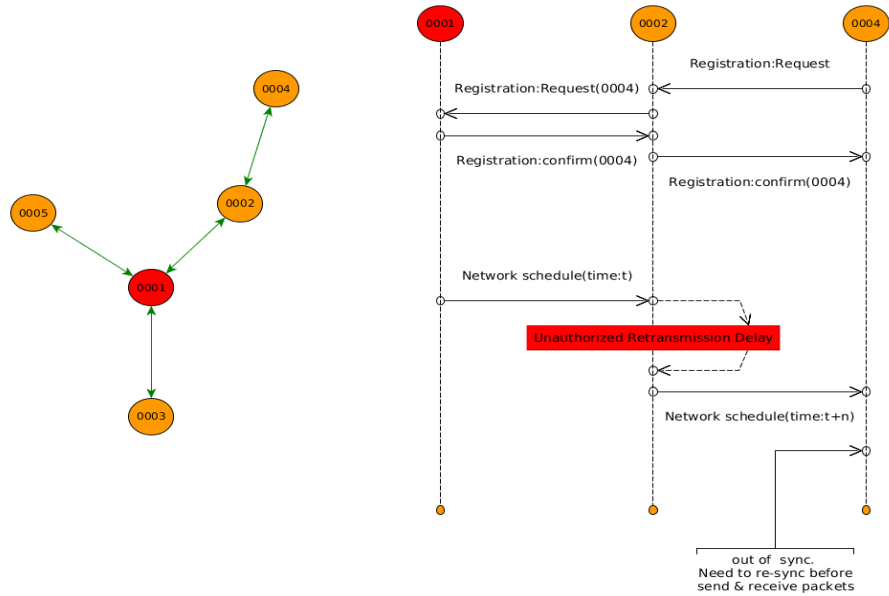 0001
0002
0004
0004
0002
0005
0001
0003
Registration:Request
Registration:Request(0004)
Registration:confirm(0004)
Registration:confirm(0004)
Network schedule(time:t)
Unauthorized Retransmission Delay
Network schedule(time:t+n)
out of sync.
Need to re-sync before
send & receive packets